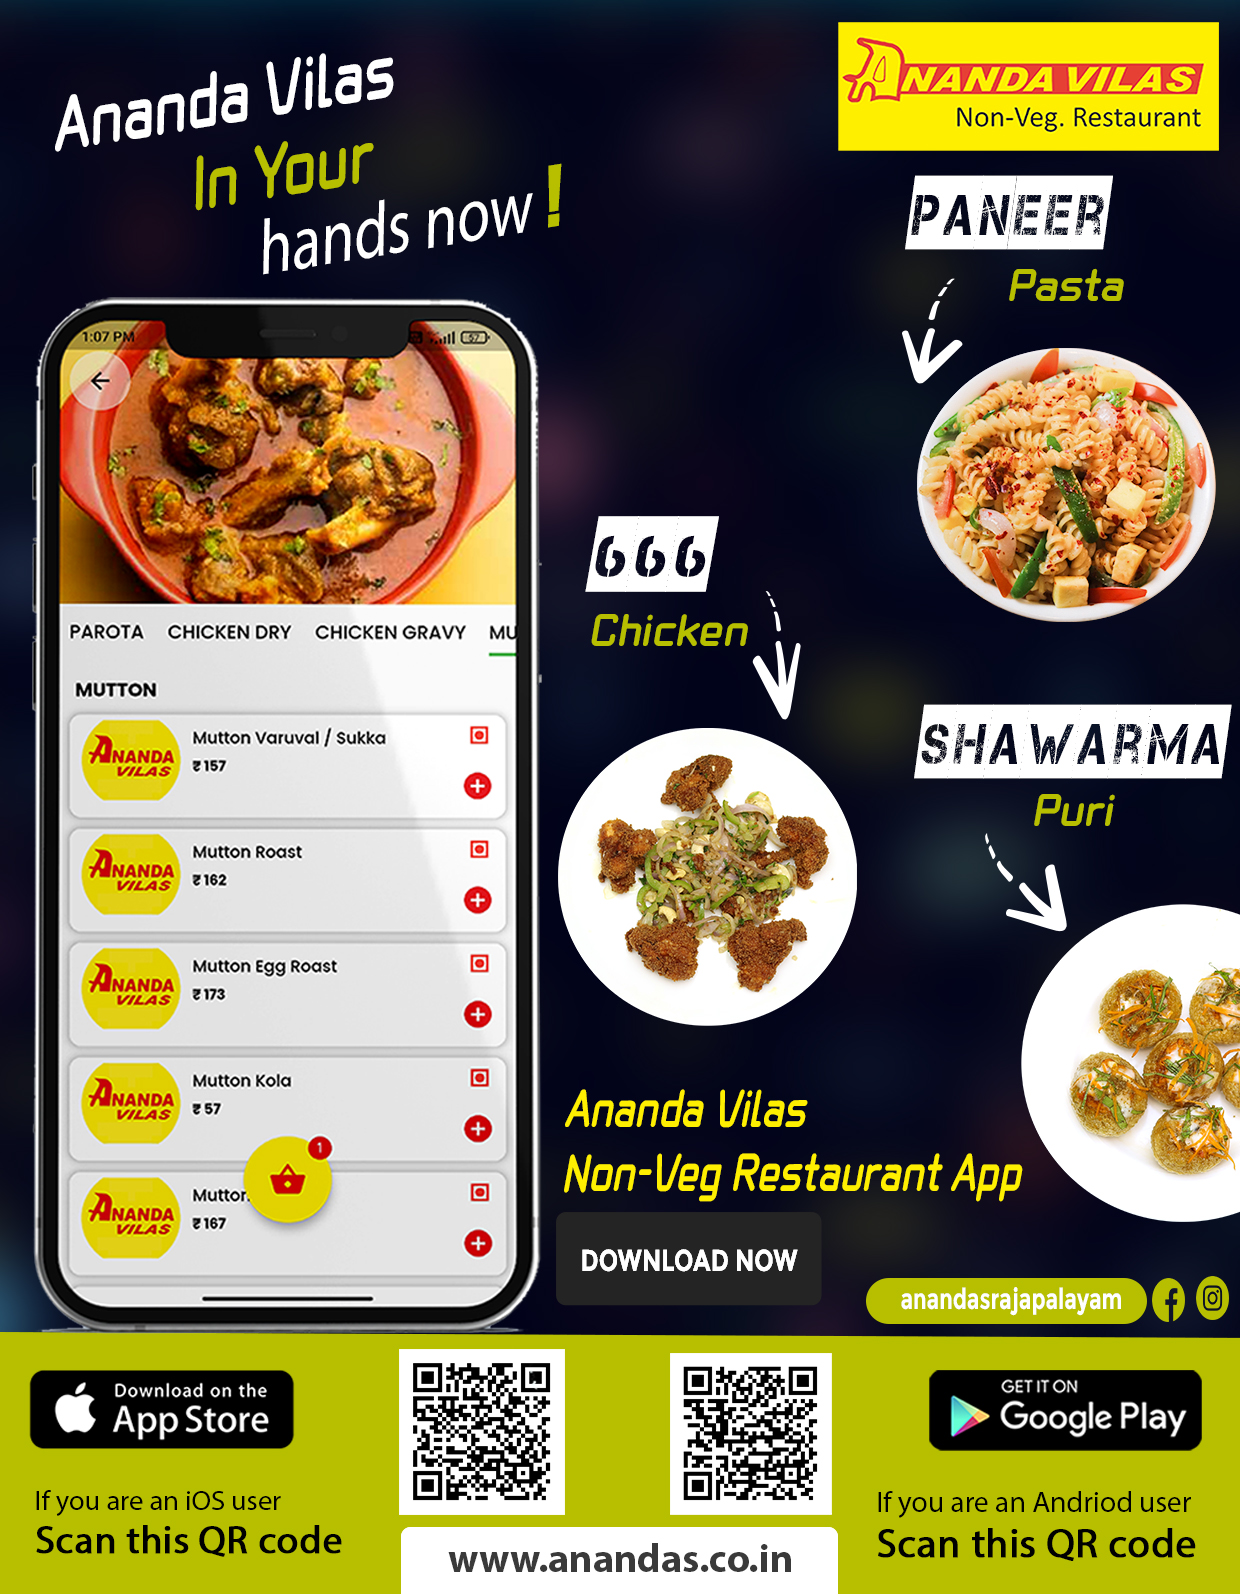 Ananda Vilas
In Your
hands now !
ANANDA VILAS
Non-Veg. Restaurant
PANEER
Pasta
666
Chicken
SHAWARMA
Puri
1:07 PM
57
PAROTA CHICKEN DRY CHICKEN GRAVY MU
MUTTON
ANANDA
VILAS
Mutton Varuval / Sukka
₹ 157
ANANDA
VILAS
Mutton Roast
₹ 162
ANANDA
VILAS
Mutton Egg Roast
₹ 173
ANANDA
VILAS
Mutton Kola
₹ 57
1
ANANDA
VILAS
Mutton
₹ 167
Ananda Vilas
Non-Veg Restaurant App
DOWNLOAD NOW
anandasrajapalayam
Download on the
App Store
GET IT ON
Google Play
If you are an iOS user
Scan this QR code
If you are an Andriod user
Scan this QR code
www.anandas.co.in